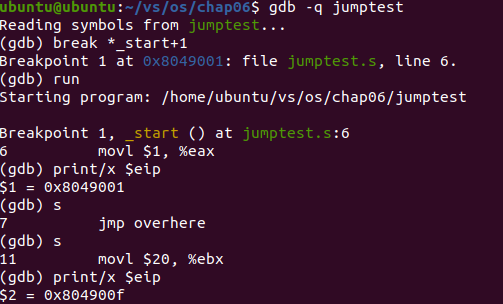 ubuntu@ubuntu:~/vs/os/chap06$ gdb -q jumptest
Reading symbols from jumptest...
(gdb) break *_start+1
Breakpoint 1 at 0x8049001: file jumptest.s, line 6.
(gdb) run
Starting program: /home/ubuntu/vs/os/chap06/jumptest

Breakpoint 1, _start () at jumptest.s:6
6 movl $1, %eax
(gdb) print/x $eip
$1 = 0x8049001
(gdb) s
7 jmp overhere
(gdb) s
11 movl $20, %ebx
(gdb) print/x $eip
$2 = 0x804900f